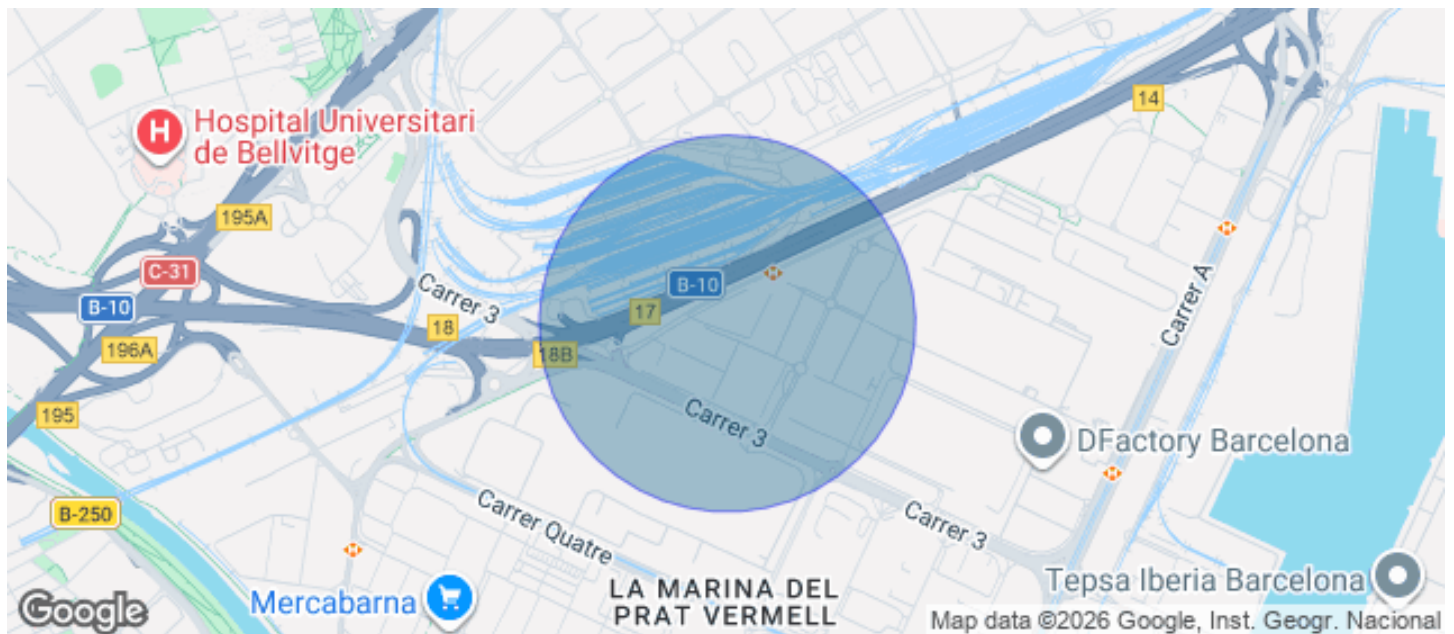 14
H
Hospital Universitari
de Bellvitge
195A
C-31
B-10
B-10
Carrer 3
Carrer A
17
18
18B
196A
195
Carrer 3
DFactory Barcelona
B-250
Carrer Quatre
Carrer 3
Mercabarna
LA MARINA DEL
PRAT VERMELL
Tepsa Iberia Barcelona
Google
Map data ©2026 Google, Inst. Geogr. Nacional